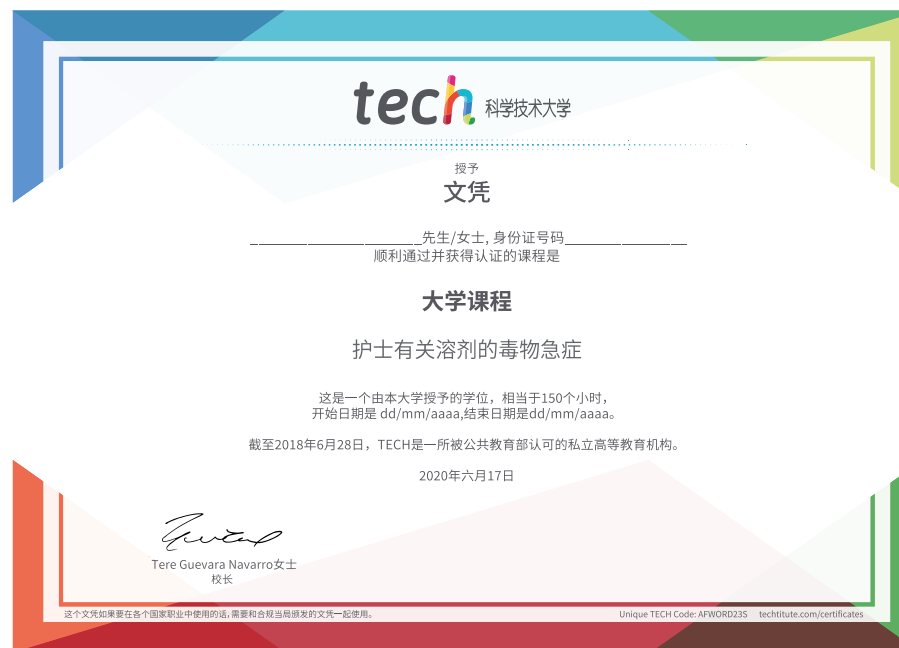 tech 科学技术大学
授予
文凭
_______________________先生/女士, 身份证号码________________
顺利通过并获得认证的课程是
大学课程
护士有关溶剂的毒物急症
这是一个由本大学授予的学位，相当于150个小时，
开始日期是 dd/mm/aaaa,结束日期是dd/mm/aaaa。
截至2018年6月28日，TECH是一所被公共教育部认可的私立高等教育机构。
2020年六月17日
Tere Guevara Navarro女士
校长
这个文凭如果要在各个国家职业中使用的话,需要和合规当局颁发的文凭一起使用。
Unique TECH Code: AFWORD23S techtitute.com/certificates